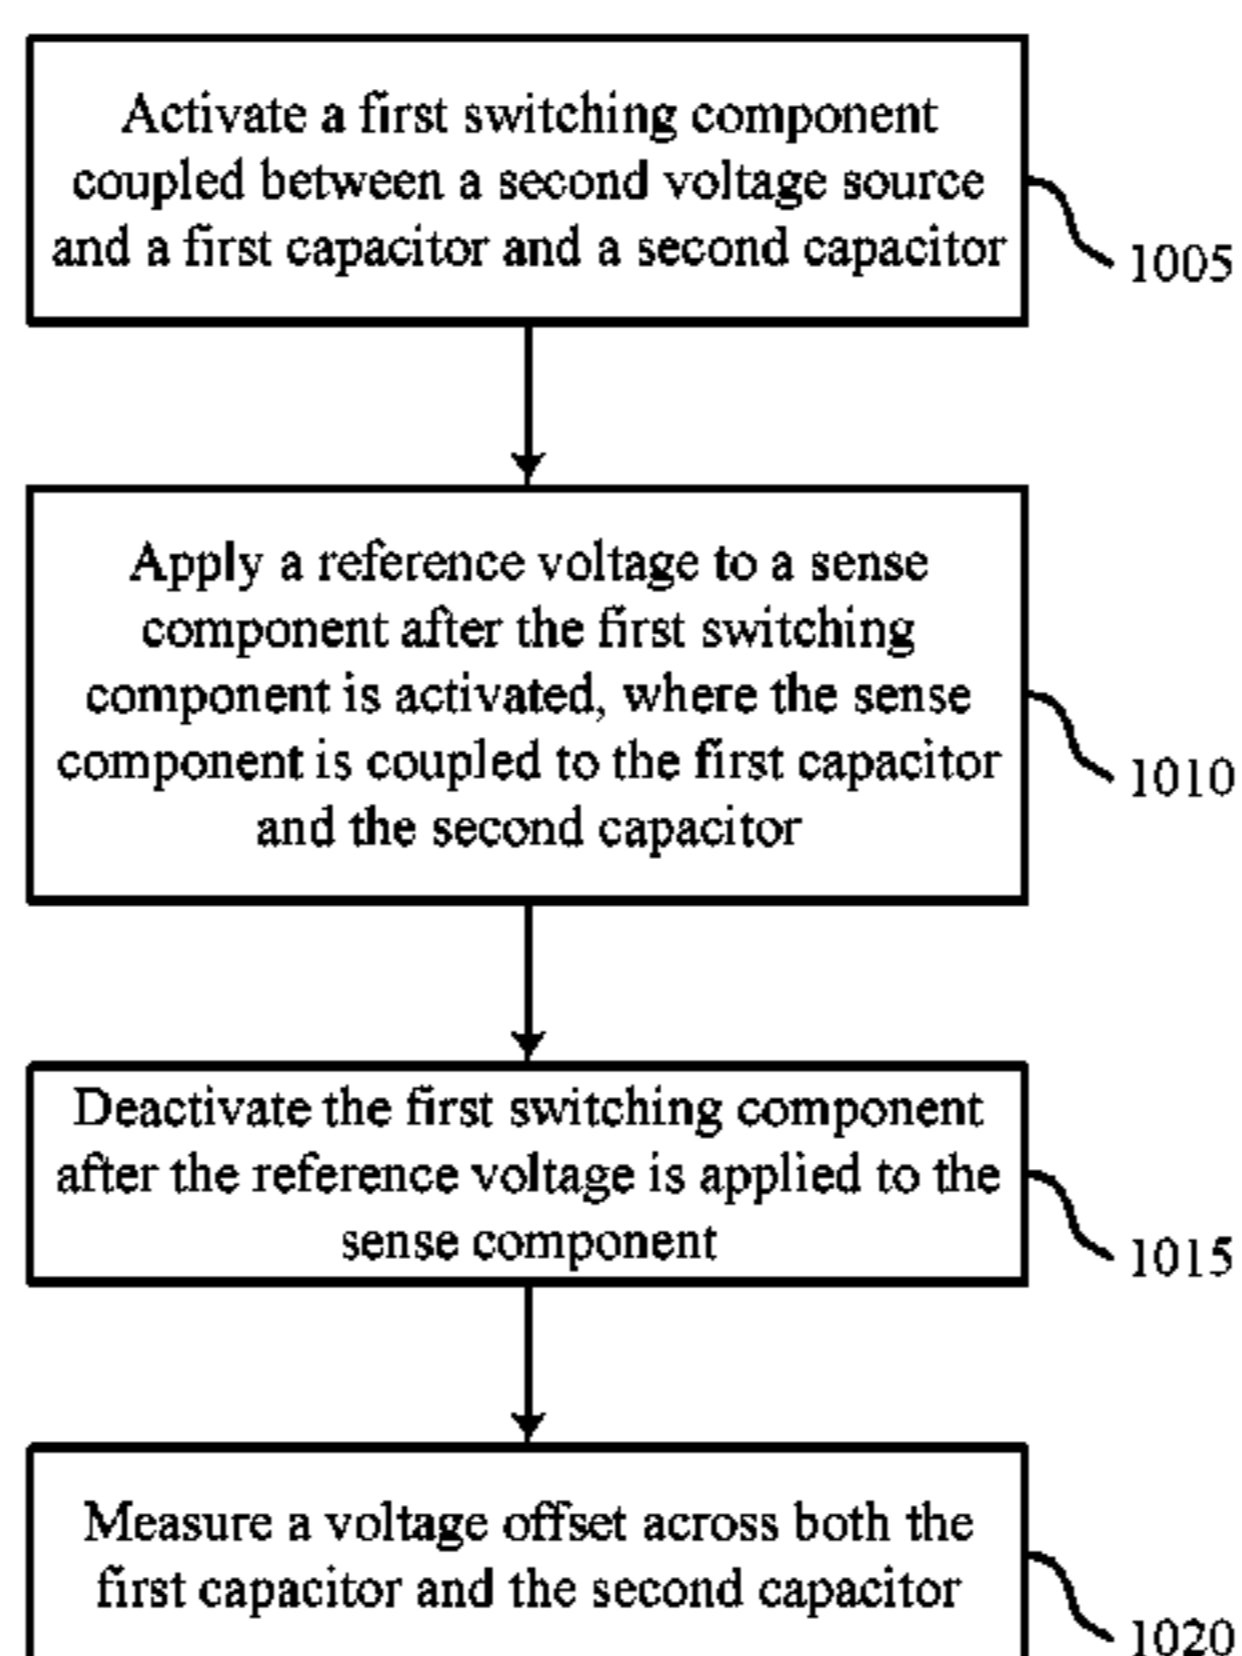 Activate a first switching component
coupled between a second voltage source
and a first capacitor and a second capacitor
1005
Apply a reference voltage to a sense
component after the first switching
component is activated, where the sense
component is coupled to the first capacitor
and the second capacitor
1010
Deactivate the first switching component
after the reference voltage is applied to the
sense component
1015
Measure a voltage offset across both the
first capacitor and the second capacitor
1020